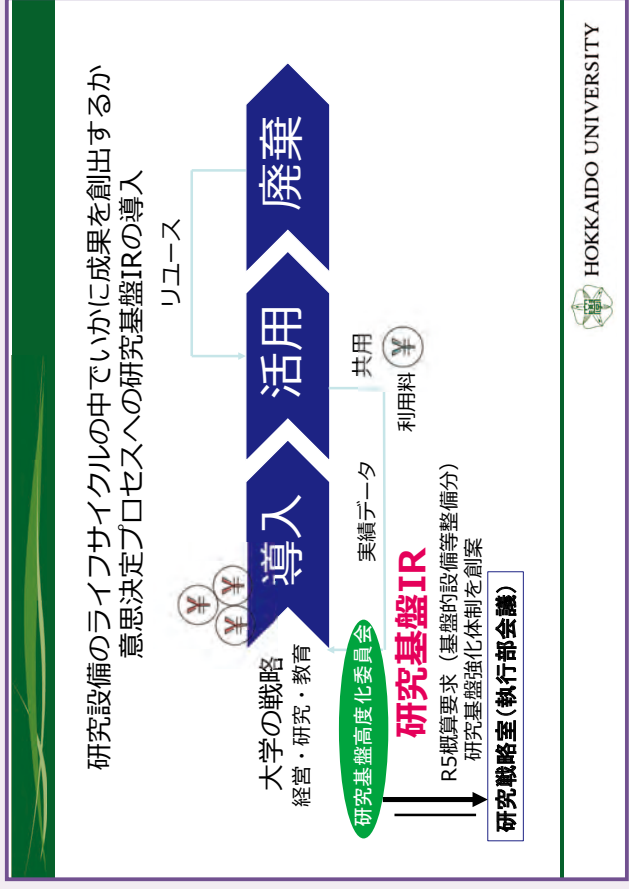 研究設備のライフサイクルの中でいかに成果を創出するか
意思決定プロセスへの研究基盤IRの導入
リユース
¥
¥
¥
導入
活用
廃棄
大学の戦略
経営・研究・教育
実績データ
共用
利用料
¥
研究基盤高度化委員会
研究基盤IR
R5概算要求（基盤的設備等整備分）
研究基盤強化体制を創案
研究戦略室（執行部会議）
HOKKAIDO UNIVERSITY